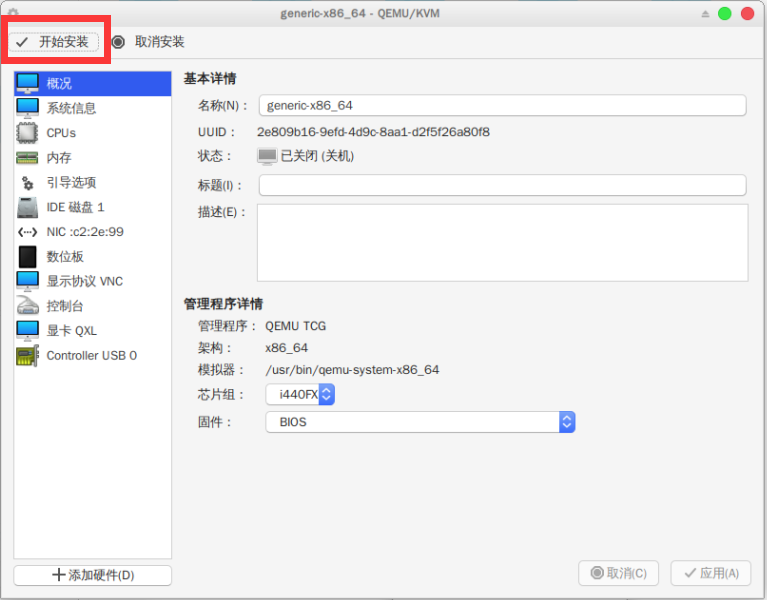 generic-x86_64 - QEMU/KVM
开始安装 取消安装
概况
系统信息
CPUs
内存
引导选项
IDE 磁盘 1
NIC :c2:2e:99
数位板
显示协议 VNC
控制台
显卡 QXL
Controller USB 0
添加硬件(D)
基本详情
名称(N)： generic-x86_64
UUID： 2e809b16-9efd-4d9c-8aa1-d2f5f26a80f8
状态： 已关闭 (关机)
标题(I)：
描述(E)：
管理程序详情
管理程序： QEMU TCG
架构： x86_64
模拟器： /usr/bin/qemu-system-x86_64
芯片组： i440FX
固件： BIOS
取消(C) 应用(A)